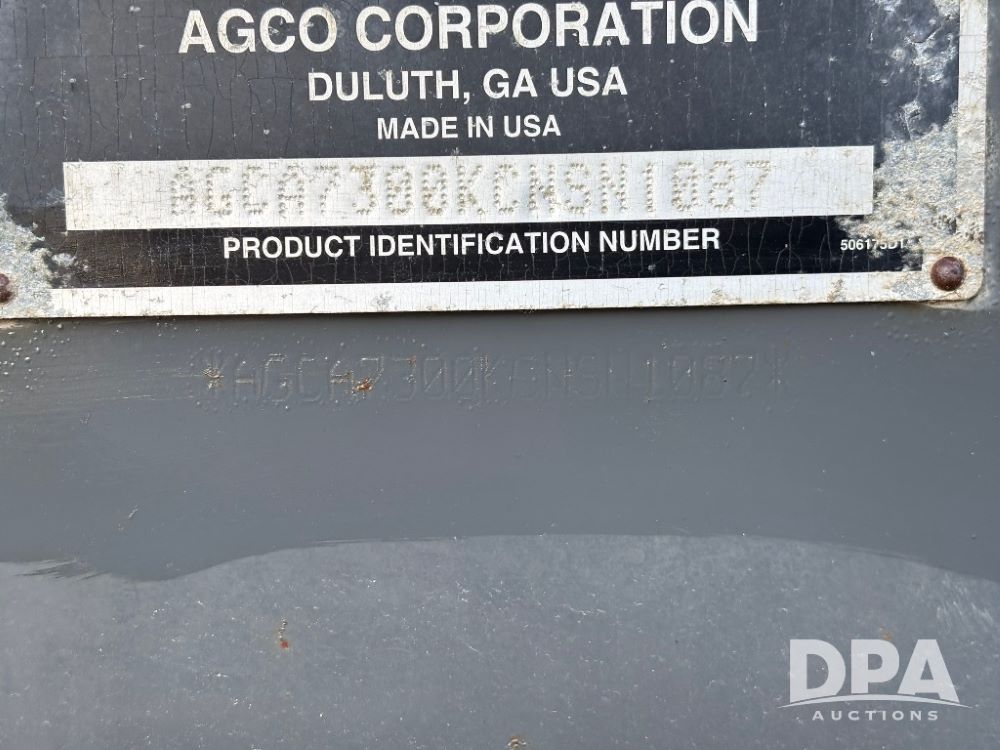 AGCO CORPORATION
DULUTH, GA USA
MADE IN USA
AGCA7300KCNSN1087
PRODUCT IDENTIFICATION NUMBER
*AGCA7300KCNSN1087*
DPA
AUCTIONS